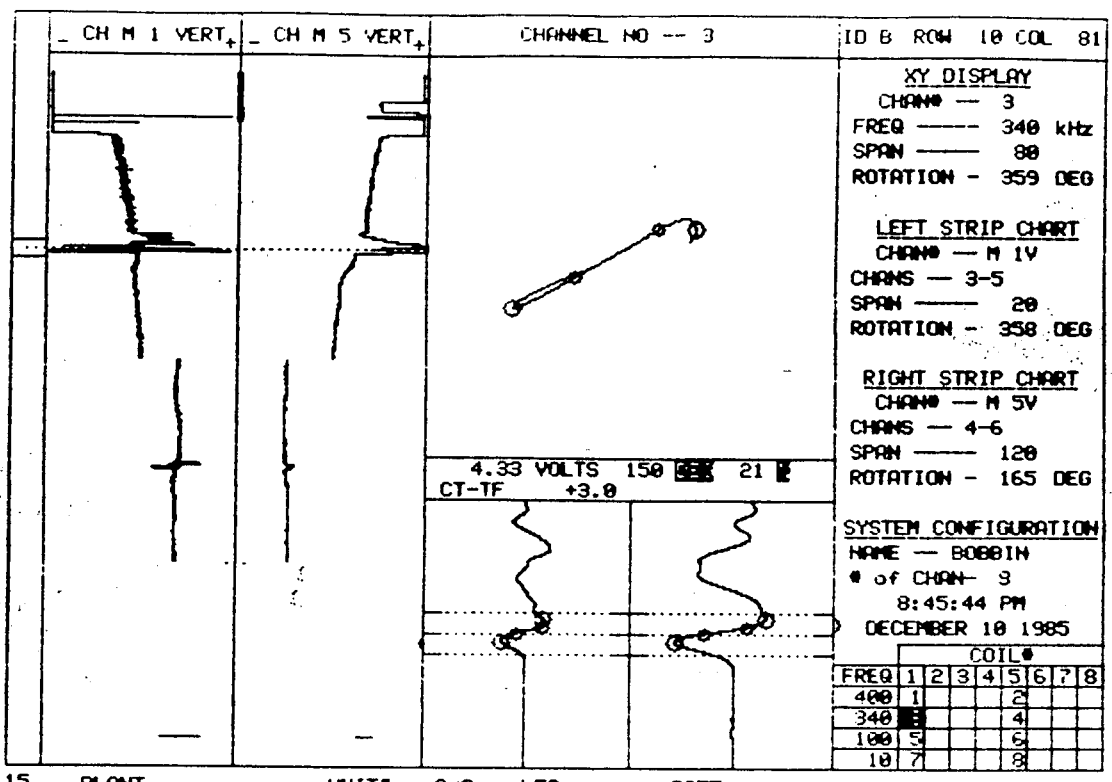 _ CH M 1 VERT+
_ CH M 5 VERT+
CHANNEL NO -- 3
ID B ROW 10 COL 81
XY DISPLAY
CHAN# -- 3
FREQ ----- 340 kHz
SPAN ----- 80
ROTATION - 359 DEG
LEFT STRIP CHART
CHAN# -- M 1V
CHANS -- 3-5
SPAN ----- 20
ROTATION - 358 DEG
RIGHT STRIP CHART
CHAN# -- M 5V
CHANS -- 4-6
SPAN ----- 120
ROTATION - 165 DEG
4.33 VOLTS 150 DEG 21 %
CT-TF +3.0
SYSTEM CONFIGURATION
NAME -- BOBBIN
# of CHAN- 9
8:45:44 PM
DECEMBER 10 1985
COIL#
FREQ 1 2 3 4 5 6 7 8
400 1 2
340 4
100 5 6
10 7 8
15 PLANT